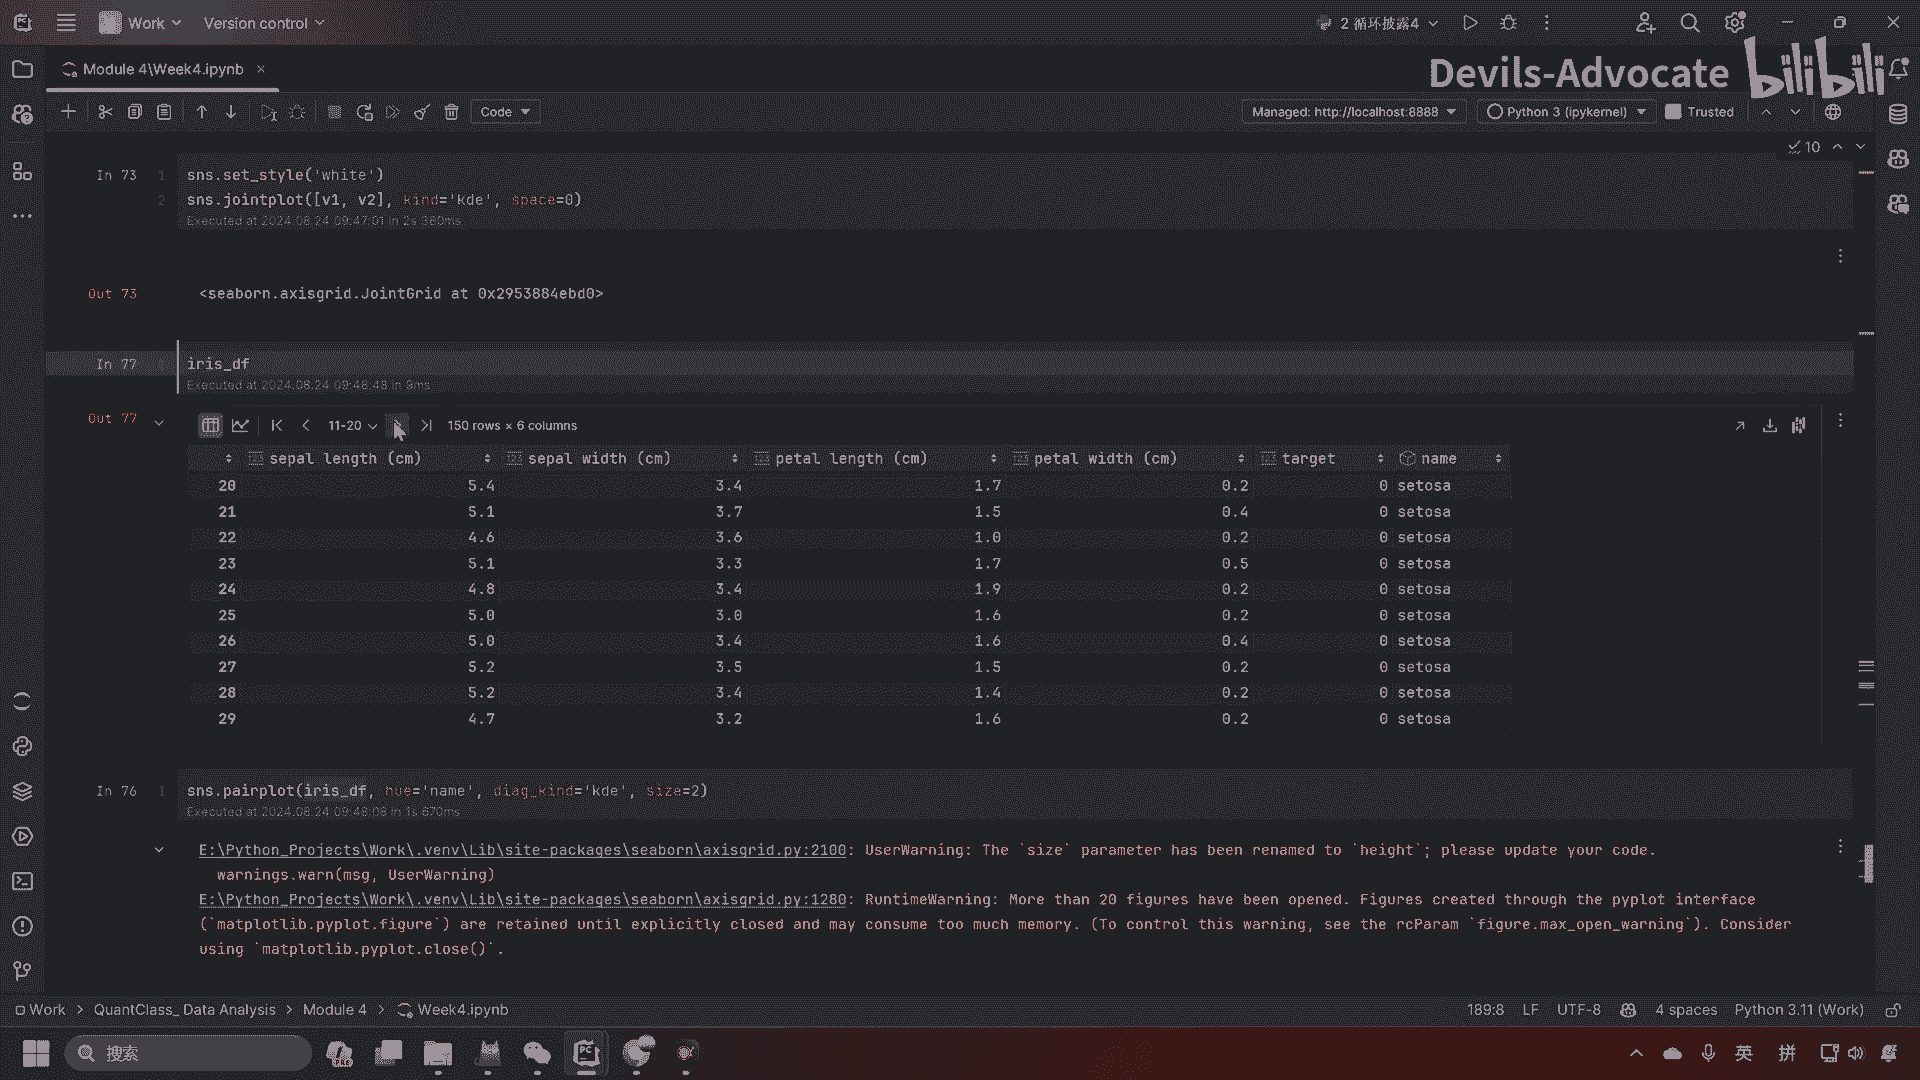 Work
Version control
2 循环披露4
Module 4\Week4.ipynb
Devils-Advocate
bilibili
Code
Managed: http://localhost:8888
Python 3 (ipykernel)
Trusted
10
In 73
1 sns.set_style('white')
2 sns.jointplot([v1, v2], kind='kde', space=0)
Executed at 2024.08.24 09:47:01 in 2s 380ms
Out 73
<seaborn.axisgrid.JointGrid at 0x2953884ebd0>
In 77
iris_df
Executed at 2024.08.24 09:48:48 in 9ms
Out 77
11-20
150 rows × 6 columns
sepal length (cm) sepal width (cm) petal length (cm) petal width (cm) target name
20 5.4 3.4 1.7 0.2 0 setosa
21 5.1 3.7 1.5 0.4 0 setosa
22 4.6 3.6 1.0 0.2 0 setosa
23 5.1 3.3 1.7 0.5 0 setosa
24 4.8 3.4 1.9 0.2 0 setosa
25 5.0 3.0 1.6 0.2 0 setosa
26 5.0 3.4 1.6 0.4 0 setosa
27 5.2 3.5 1.5 0.2 0 setosa
28 5.2 3.4 1.4 0.2 0 setosa
29 4.7 3.2 1.6 0.2 0 setosa
In 76
1 sns.pairplot(iris_df, hue='name', diag_kind='kde', size=2)
Executed at 2024.08.24 09:48:08 in 1s 670ms
E:\Python_Projects\Work\.venv\Lib\site-packages\seaborn\axisgrid.py:2100: UserWarning: The `size` parameter has been renamed to `height`; please update your code.
warnings.warn(msg, UserWarning)
E:\Python_Projects\Work\.venv\Lib\site-packages\seaborn\axisgrid.py:1280: RuntimeWarning: More than 20 figures have been opened. Figures created through the pyplot interface
(`matplotlib.pyplot.figure`) are retained until explicitly closed and may consume too much memory. (To control this warning, see the rcParam `figure.max_open_warning`). Consider
using `matplotlib.pyplot.close()`.
Work > QuantClass_ Data Analysis > Module 4 > Week4.ipynb
189:8 LF UTF-8 4 spaces Python 3.11 (Work)
搜索
英
拼